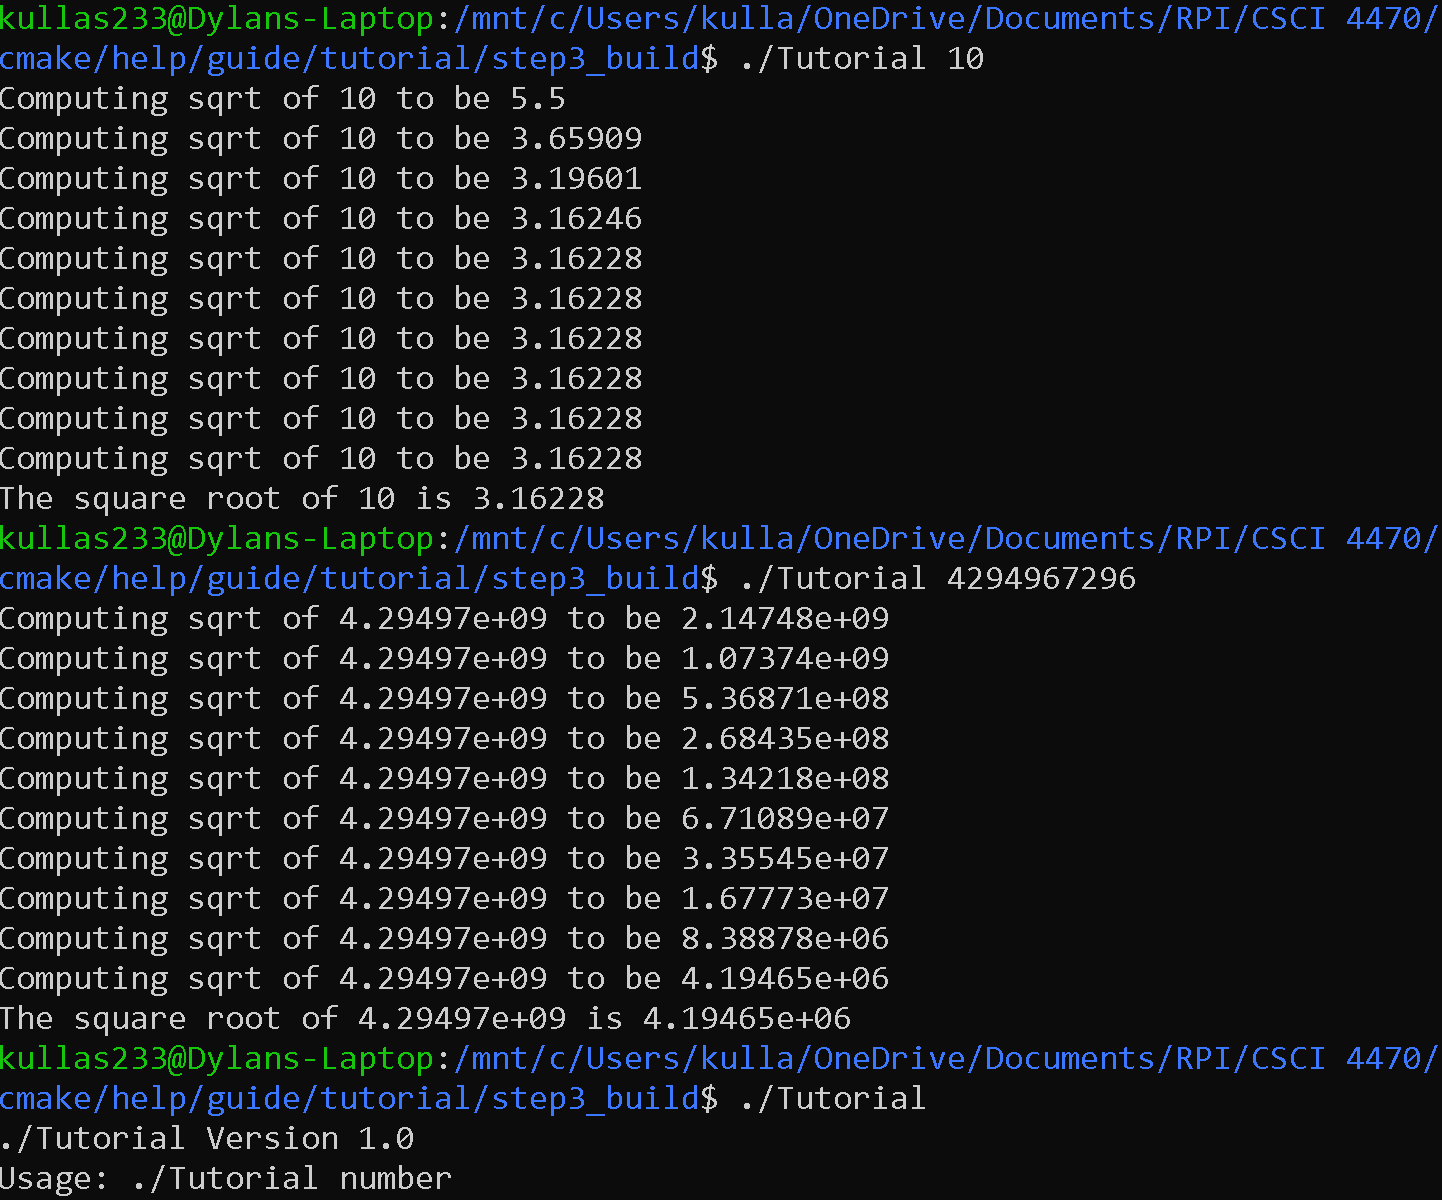 kullas233@Dylans-Laptop:/mnt/c/Users/kulla/OneDrive/Documents/RPI/CSCI 4470/
cmake/help/guide/tutorial/step3_build$ ./Tutorial 10
Computing sqrt of 10 to be 5.5
Computing sqrt of 10 to be 3.65909
Computing sqrt of 10 to be 3.19601
Computing sqrt of 10 to be 3.16246
Computing sqrt of 10 to be 3.16228
Computing sqrt of 10 to be 3.16228
Computing sqrt of 10 to be 3.16228
Computing sqrt of 10 to be 3.16228
Computing sqrt of 10 to be 3.16228
Computing sqrt of 10 to be 3.16228
The square root of 10 is 3.16228
kullas233@Dylans-Laptop:/mnt/c/Users/kulla/OneDrive/Documents/RPI/CSCI 4470/
cmake/help/guide/tutorial/step3_build$ ./Tutorial 4294967296
Computing sqrt of 4.29497e+09 to be 2.14748e+09
Computing sqrt of 4.29497e+09 to be 1.07374e+09
Computing sqrt of 4.29497e+09 to be 5.36871e+08
Computing sqrt of 4.29497e+09 to be 2.68435e+08
Computing sqrt of 4.29497e+09 to be 1.34218e+08
Computing sqrt of 4.29497e+09 to be 6.71089e+07
Computing sqrt of 4.29497e+09 to be 3.35545e+07
Computing sqrt of 4.29497e+09 to be 1.67773e+07
Computing sqrt of 4.29497e+09 to be 8.38878e+06
Computing sqrt of 4.29497e+09 to be 4.19465e+06
The square root of 4.29497e+09 is 4.19465e+06
kullas233@Dylans-Laptop:/mnt/c/Users/kulla/OneDrive/Documents/RPI/CSCI 4470/
cmake/help/guide/tutorial/step3_build$ ./Tutorial
./Tutorial Version 1.0
Usage: ./Tutorial number